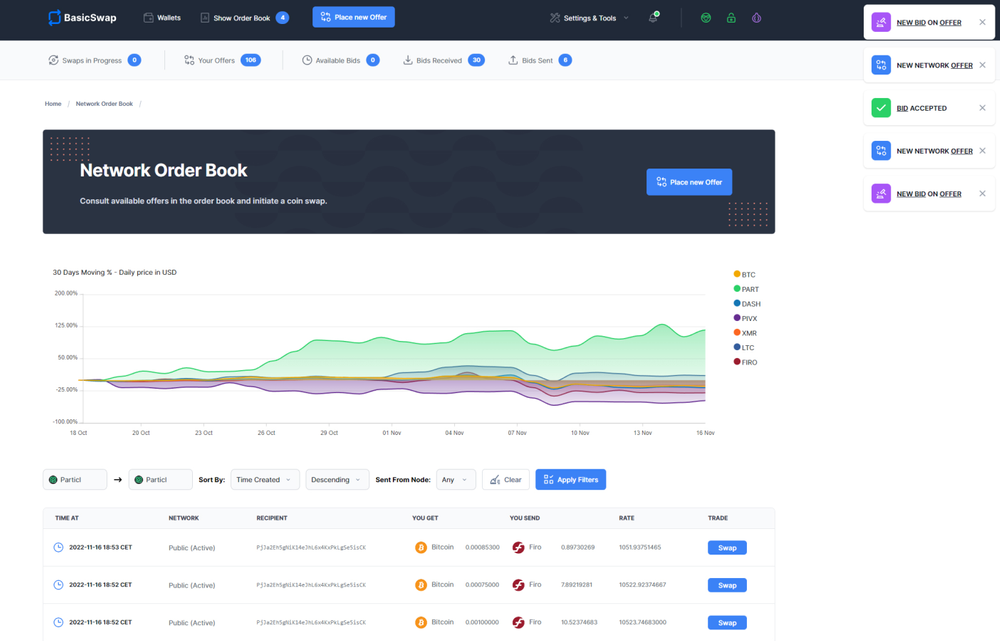 BasicSwap Wallets Show Order Book 4 Place new Offer Settings & Tools
Swaps in Progress 0 Your Offers 106 Available Bids 0 Bids Received 30 Bids Sent 6
NEW BID ON OFFER
NEW NETWORK OFFER
BID ACCEPTED
NEW NETWORK OFFER
NEW BID ON OFFER
Home / Network Order Book /
Network Order Book
Consult available offers in the order book and initiate a coin swap.
Place new Offer
30 Days Moving % - Daily price in USD
200.00%
125.00%
50.00%
-25.00%
-100.00%
18 Oct 20 Oct 23 Oct 26 Oct 29 Oct 01 Nov 04 Nov 07 Nov 10 Nov 13 Nov 16 Nov
BTC
PART
DASH
PIVX
XMR
LTC
FIRO
Particl → Particl Sort By: Time Created Descending Sent From Node: Any Clear Apply Filters
TIME AT NETWORK RECIPIENT YOU GET YOU SEND RATE TRADE
2022-11-16 18:53 CET Public (Active) Bitcoin 0.00085300 Firo 0.89730269 1051.93751465 Swap
2022-11-16 18:52 CET Public (Active) Bitcoin 0.00075000 Firo 7.89219281 10522.92374667 Swap
2022-11-16 18:52 CET Public (Active) Bitcoin 0.00100000 Firo 10.52374683 10523.74683000 Swap